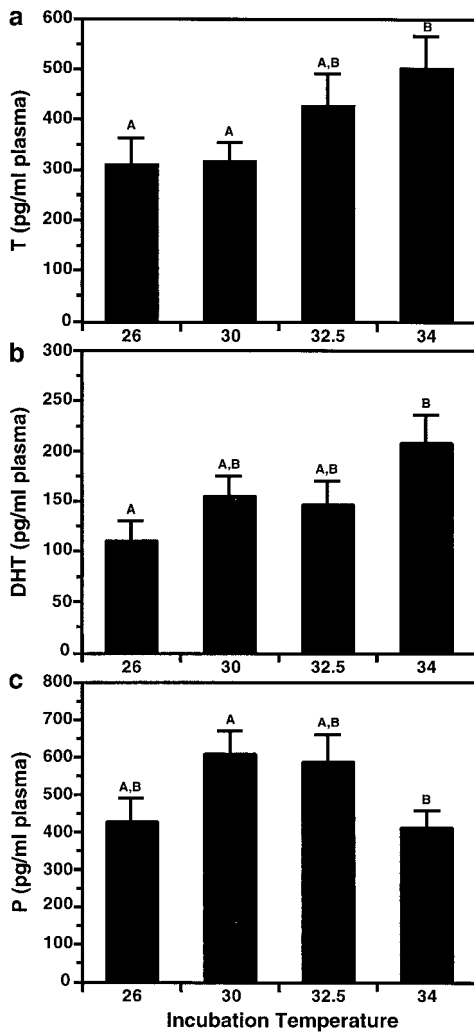 a
T (pg/ml plasma)
600
500
400
300
200
100
0
A
A
A,B
B
26 30 32.5 34
b
DHT (pg/ml plasma)
300
250
200
150
100
50
0
A
A,B
A,B
B
26 30 32.5 34
c
P (pg/ml plasma)
800
700
600
500
400
300
200
100
0
A,B
A
A,B
B
26 30 32.5 34
Incubation Temperature